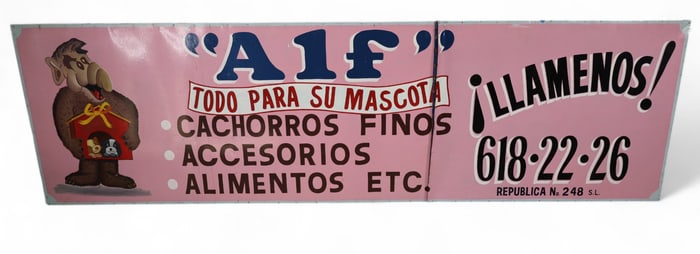 "Alf"
TODO PARA SU MASCOTA
• CACHORROS FINOS
• ACCESORIOS
• ALIMENTOS ETC.
¡LLAMENOS!
618·22·26
REPUBLICA No. 248 S.L.